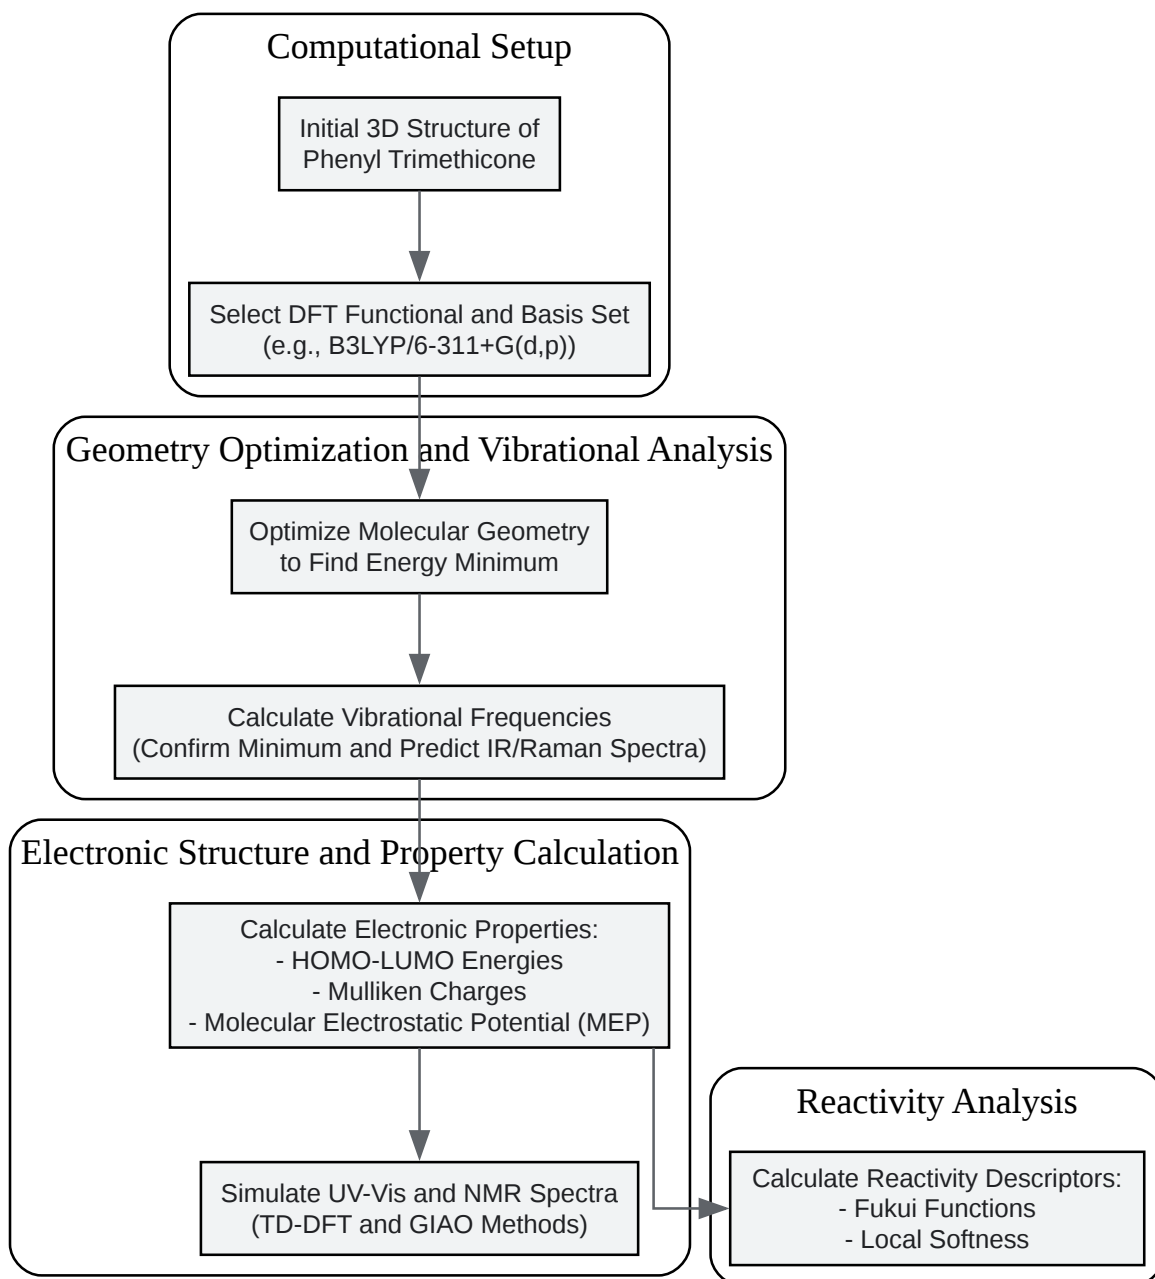 Computational Setup
Initial 3D Structure of
Phenyl Trimethicone
Select DFT Functional and Basis Set
(e.g., B3LYP/6-311+G(d,p))
Geometry Optimization and Vibrational Analysis
Optimize Molecular Geometry
to Find Energy Minimum
Calculate Vibrational Frequencies
(Confirm Minimum and Predict IR/Raman Spectra)
Electronic Structure and Property Calculation
Calculate Electronic Properties:
- HOMO-LUMO Energies
- Mulliken Charges
- Molecular Electrostatic Potential (MEP)
Simulate UV-Vis and NMR Spectra
(TD-DFT and GIAO Methods)
Reactivity Analysis
Calculate Reactivity Descriptors:
- Fukui Functions
- Local Softness